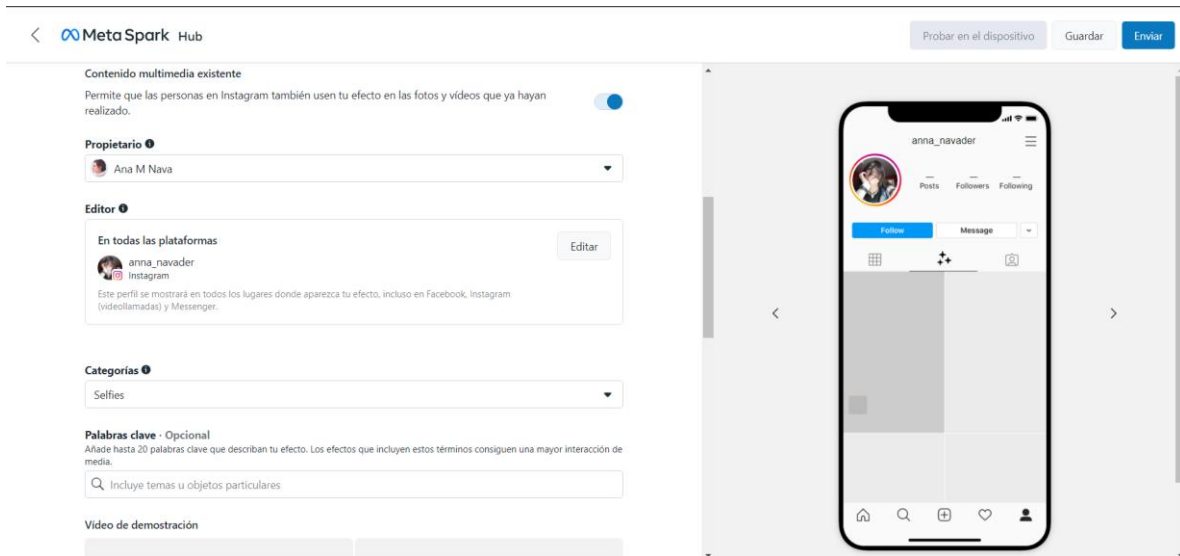 Meta Spark Hub
Probar en el dispositivo
Guardar
Enviar
Contenido multimedia existente
Permite que las personas en Instagram también usen tu efecto en las fotos y vídeos que ya hayan
realizado.
Propietario
Ana M Nava
Editor
En todas las plataformas
Editar
anna_navader
Instagram
Este perfil se mostrará en todos los lugares donde aparezca tu efecto, incluso en Facebook, Instagram
(videollamadas) y Messenger.
Categorías
Selfies
Palabras clave · Opcional
Añade hasta 20 palabras clave que describan tu efecto. Los efectos que incluyen estos términos consiguen una mayor interacción de
media.
Incluye temas u objetos particulares
Vídeo de demostración
anna_navader
Posts Followers Following
Follow Message